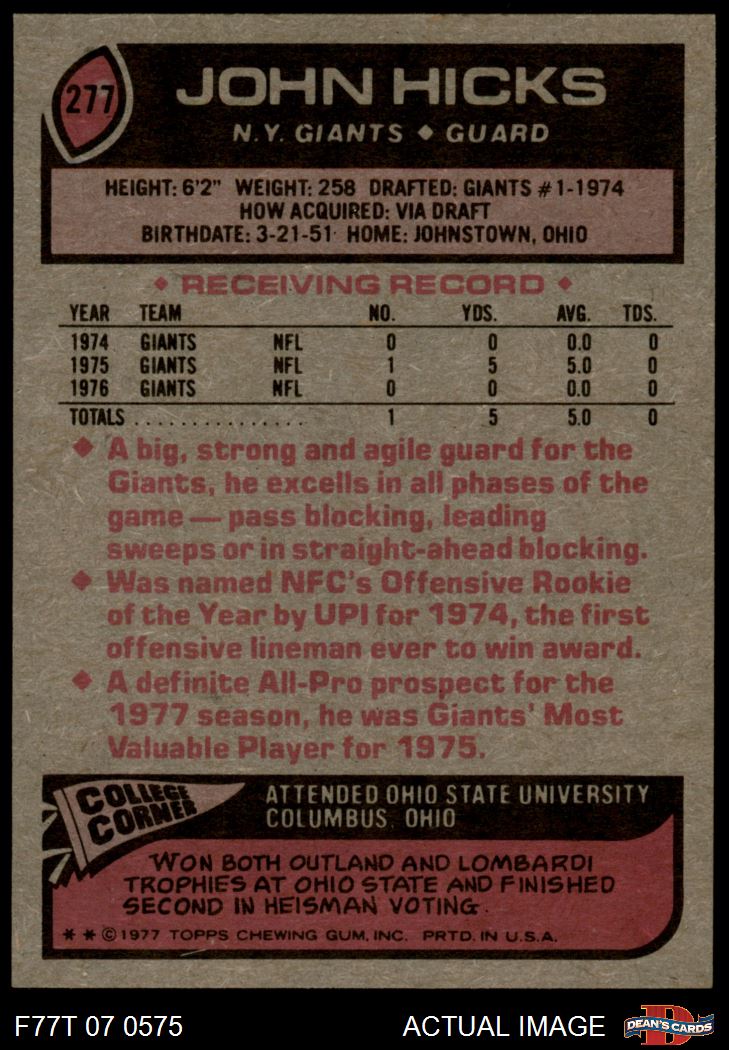 277
JOHN HICKS
N.Y. GIANTS ◆ GUARD
HEIGHT: 6'2" WEIGHT: 258 DRAFTED: GIANTS #1-1974
HOW ACQUIRED: VIA DRAFT
BIRTHDATE: 3-21-51 HOME: JOHNSTOWN, OHIO
◆ RECEIVING RECORD ◆
YEAR TEAM NO. YDS. AVG. TDS.
1974 GIANTS NFL 0 0 0.0 0
1975 GIANTS NFL 1 5 5.0 0
1976 GIANTS NFL 0 0 0.0 0
TOTALS . . . . . . . . . . . . . . . . 1 5 5.0 0
◆ A big, strong and agile guard for the
Giants, he excells in all phases of the
game — pass blocking, leading
sweeps or in straight-ahead blocking.
◆ Was named NFC's Offensive Rookie
of the Year by UPI for 1974, the first
offensive lineman ever to win award.
◆ A definite All-Pro prospect for the
1977 season, he was Giants' Most
Valuable Player for 1975.
COLLEGE
CORNER
ATTENDED OHIO STATE UNIVERSITY
COLUMBUS, OHIO
WON BOTH OUTLAND AND LOMBARDI
TROPHIES AT OHIO STATE AND FINISHED
SECOND IN HEISMAN VOTING.
* * © 1977 TOPPS CHEWING GUM, INC. PRTD. IN U.S.A.
F77T 07 0575 ACTUAL IMAGE
D
DEAN'S CARDS